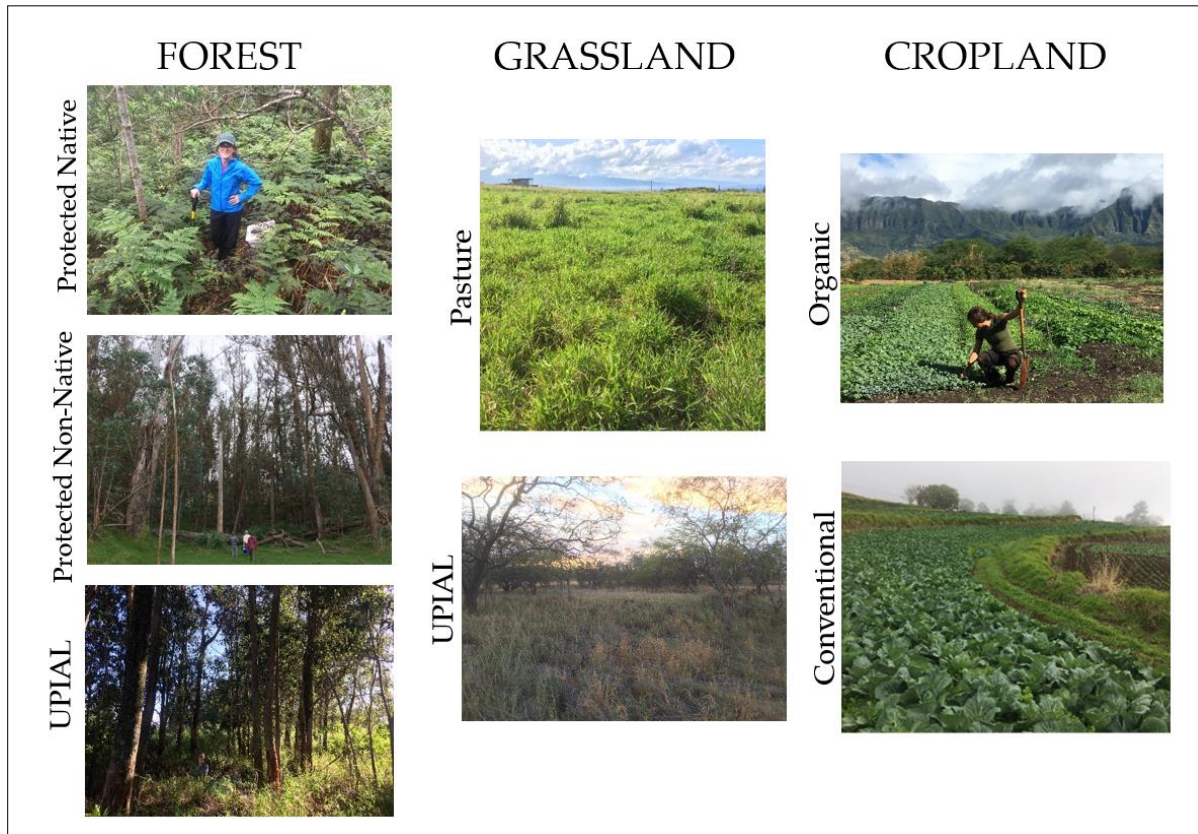 FOREST
GRASSLAND
CROPLAND
Protected Native
Protected Non-Native
UPIAL
Pasture
UPIAL
Organic
Conventional